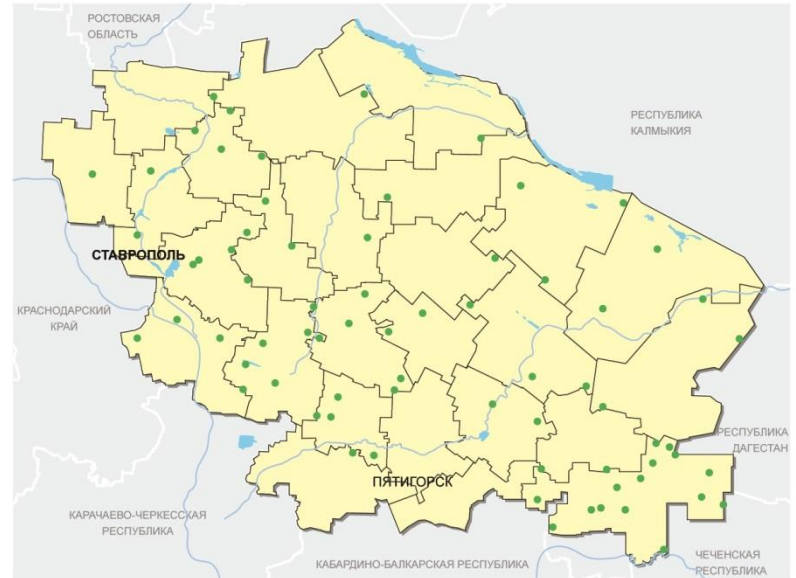 РОСТОВСКАЯ
ОБЛАСТЬ
РЕСПУБЛИКА
КАЛМЫКИЯ
СТАВРОПОЛЬ
КРАСНОДАРСКИЙ
КРАЙ
РЕСПУБЛИКА
ДАГЕСТАН
ПЯТИГОРСК
КАРАЧАЕВО-ЧЕРКЕССКАЯ
РЕСПУБЛИКА
КАБАРДИНО-БАЛКАРСКАЯ РЕСПУБЛИКА
ЧЕЧЕНСКАЯ
РЕСПУБЛИКА